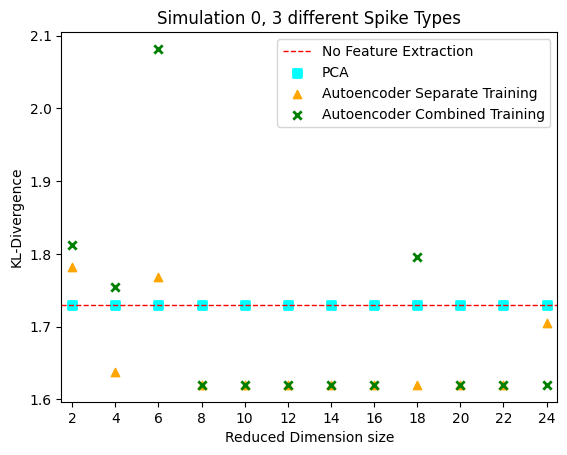 Simulation 0, 3 different Spike Types
2.1
2.0
1.9
1.8
1.7
1.6
KL-Divergence
No Feature Extraction
PCA
Autoencoder Separate Training
Autoencoder Combined Training
2 4 6 8 10 12 14 16 18 20 22 24
Reduced Dimension size